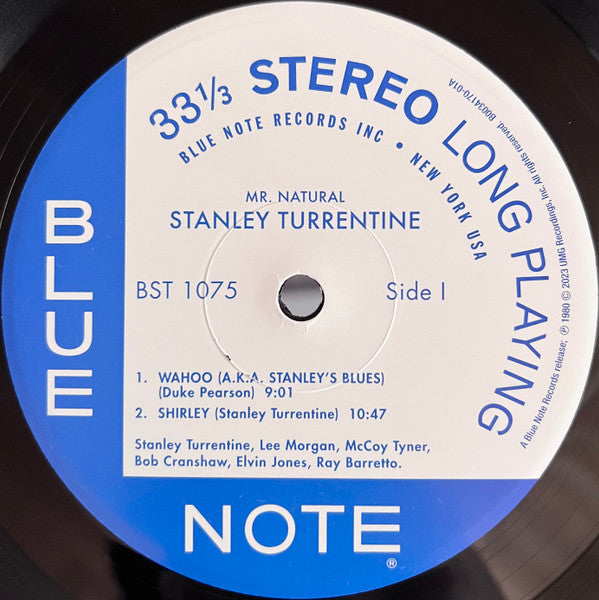 33⅓ STEREO LONG PLAYING
BLUE NOTE RECORDS INC • NEW YORK USA
MR. NATURAL
STANLEY TURRENTINE
BST 1075
Side I
1. WAHOO (A.K.A. STANLEY'S BLUES)
(Duke Pearson) 9:01
2. SHIRLEY (Stanley Turrentine) 10:47
Stanley Turrentine, Lee Morgan, McCoy Tyner,
Bob Cranshaw, Elvin Jones, Ray Barretto.
BLUE
NOTE®
A Blue Note Records release; ℗ 1980 © 2023 UMG Recordings, Inc. All rights reserved. B0034170-01A